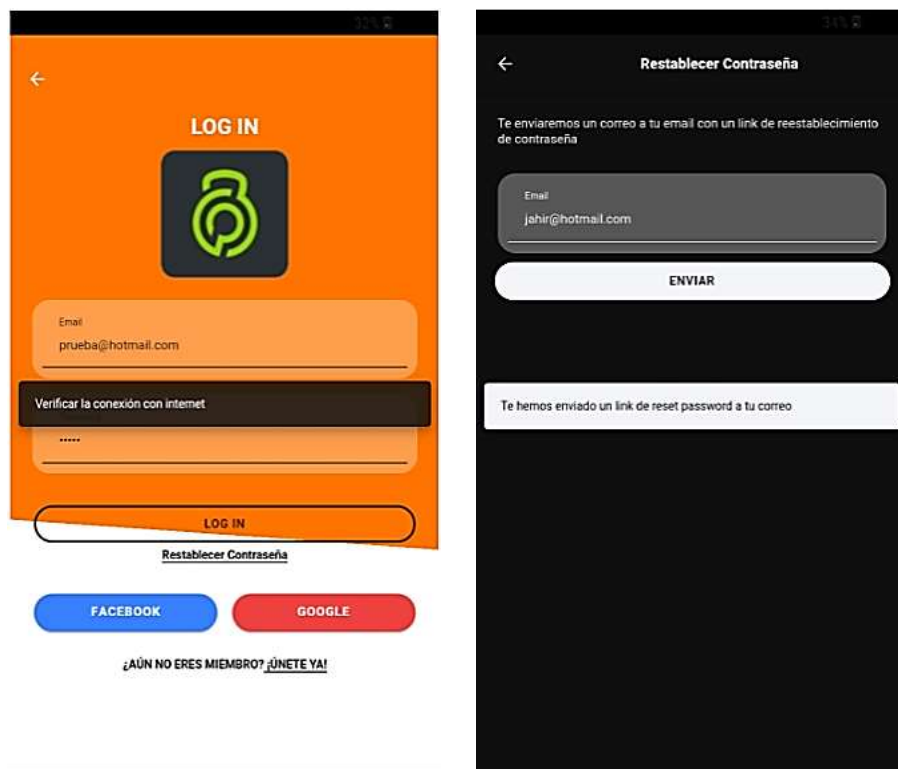 32%
LOG IN
Email
prueba@hotmail.com
Verificar la conexión con internet
•••••
LOG IN
Restablecer Contraseña
FACEBOOK
GOOGLE
¿AÚN NO ERES MIEMBRO? ¡ÚNETE YA!
34%
Restablecer Contraseña
Te enviaremos un correo a tu email con un link de reestablecimiento
de contraseña
Email
jahir@hotmail.com
ENVIAR
Te hemos enviado un link de reset password a tu correo